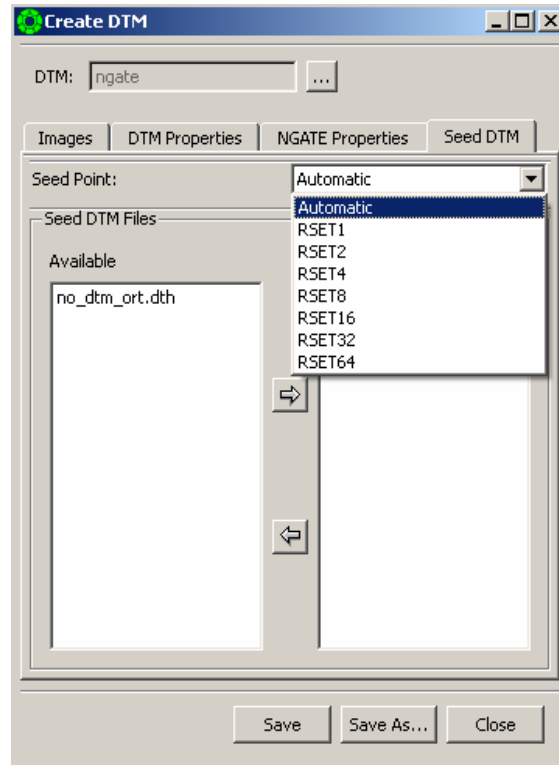 Create DTM
DTM: ngate ...
Images DTM Properties NGATE Properties Seed DTM
Seed Point: Automatic
Automatic
RSET1
RSET2
RSET4
RSET8
RSET16
RSET32
RSET64
Seed DTM Files
Available
no_dtm_ort.dth
Save Save As... Close